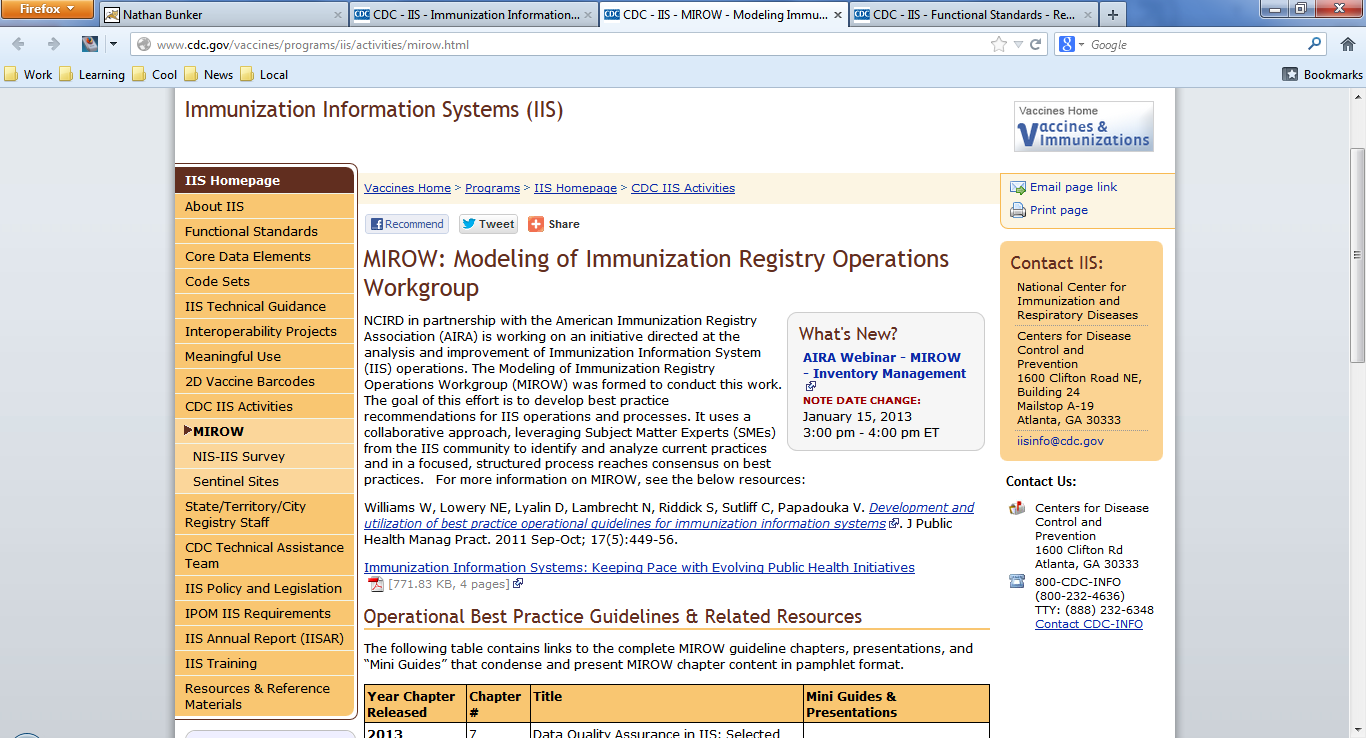 Firefox
Nathan Bunker
CDC CDC - IIS - Immunization Information...
CDC CDC - IIS - MIROW - Modeling Immu...
CDC CDC - IIS - Functional Standards - Re...
www.cdc.gov/vaccines/programs/iis/activities/mirow.html
Google
Work
Learning
Cool
News
Local
Bookmarks
Immunization Information Systems (IIS)
Vaccines Home
Vaccines &
Immunizations
IIS Homepage
About IIS
Functional Standards
Core Data Elements
Code Sets
IIS Technical Guidance
Interoperability Projects
Meaningful Use
2D Vaccine Barcodes
CDC IIS Activities
MIROW
NIS-IIS Survey
Sentinel Sites
State/Territory/City
Registry Staff
CDC Technical Assistance
Team
IIS Policy and Legislation
IPOM IIS Requirements
IIS Annual Report (IISAR)
IIS Training
Resources & Reference
Materials
Vaccines Home > Programs > IIS Homepage > CDC IIS Activities
Recommend
Tweet
Share
MIROW: Modeling of Immunization Registry Operations
Workgroup
NCIRD in partnership with the American Immunization Registry
Association (AIRA) is working on an initiative directed at the
analysis and improvement of Immunization Information System
(IIS) operations. The Modeling of Immunization Registry
Operations Workgroup (MIROW) was formed to conduct this work.
The goal of this effort is to develop best practice
recommendations for IIS operations and processes. It uses a
collaborative approach, leveraging Subject Matter Experts (SMEs)
from the IIS community to identify and analyze current practices
and in a focused, structured process reaches consensus on best
practices.   For more information on MIROW, see the below resources:
What's New?
AIRA Webinar - MIROW
- Inventory Management
NOTE DATE CHANGE:
January 15, 2013
3:00 pm - 4:00 pm ET
Williams W, Lowery NE, Lyalin D, Lambrecht N, Riddick S, Sutliff C, Papadouka V. Development and
utilization of best practice operational guidelines for immunization information systems. J Public
Health Manag Pract. 2011 Sep-Oct; 17(5):449-56.
Immunization Information Systems: Keeping Pace with Evolving Public Health Initiatives
[771.83 KB, 4 pages]
Operational Best Practice Guidelines & Related Resources
The following table contains links to the complete MIROW guideline chapters, presentations, and
“Mini Guides” that condense and present MIROW chapter content in pamphlet format.
Year Chapter
Released
Chapter
#
Title
Mini Guides &
Presentations
2013
7
Data Quality Assurance in IIS: Selected
Email page link
Print page
Contact IIS:
National Center for
Immunization and
Respiratory Diseases
Centers for Disease
Control and
Prevention
1600 Clifton Road NE,
Building 24
Mailstop A-19
Atlanta, GA 30333
iisinfo@cdc.gov
Contact Us:
Centers for Disease
Control and
Prevention
1600 Clifton Rd
Atlanta, GA 30333
800-CDC-INFO
(800-232-4636)
TTY: (888) 232-6348
Contact CDC-INFO